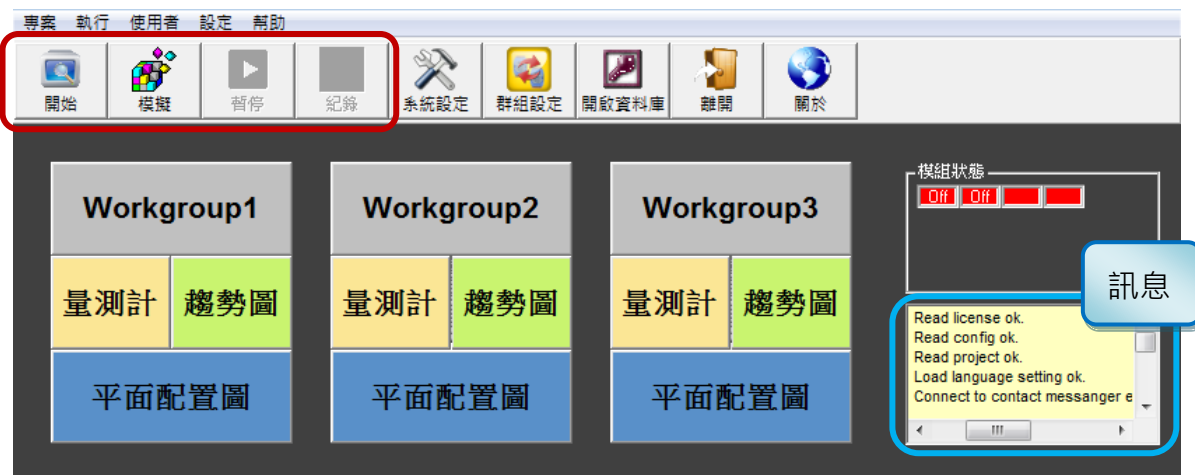 專案 執行 使用者 設定 幫助
開始 模擬 暫停 紀錄 系統設定 群組設定 開啟資料庫 離開 關於
Workgroup1 Workgroup2 Workgroup3
量測計 趨勢圖 量測計 趨勢圖 量測計 趨勢圖
平面配置圖 平面配置圖 平面配置圖
模組狀態
Off Off
訊息
Read license ok.
Read config ok.
Read project ok.
Load language setting ok.
Connect to contact messanger e